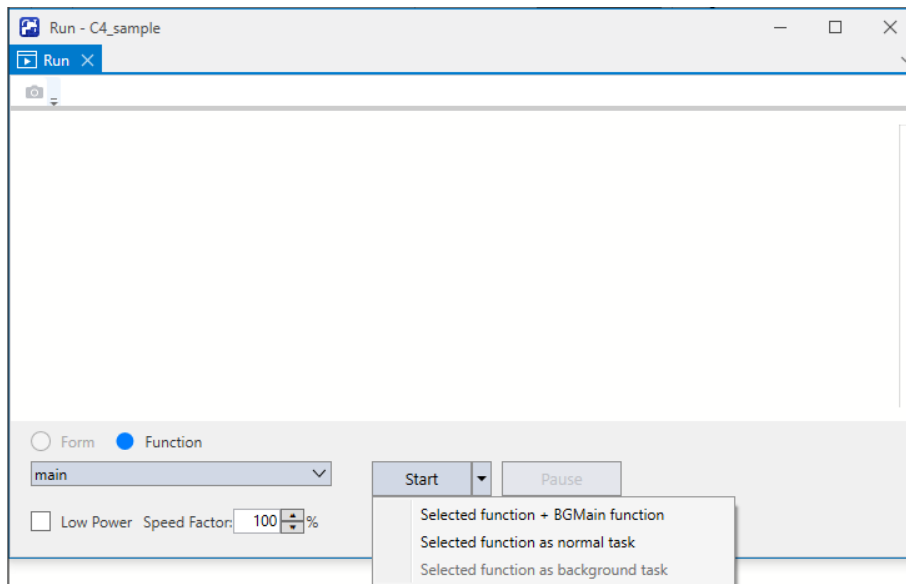 Run - C4_sample
Run
Form Function
main
Start
Pause
Low Power Speed Factor: 100 %
Selected function + BGMain function
Selected function as normal task
Selected function as background task